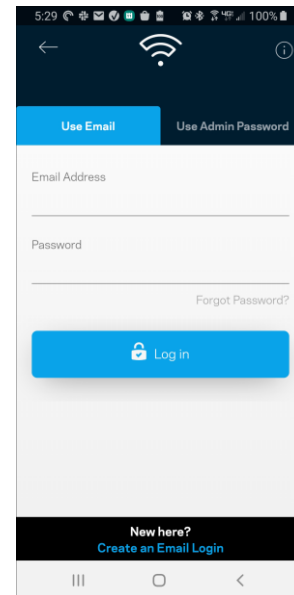 5:29 100%
Use Email Use Admin Password
Email Address
Password
Forgot Password?
Log in
New here?
Create an Email Login